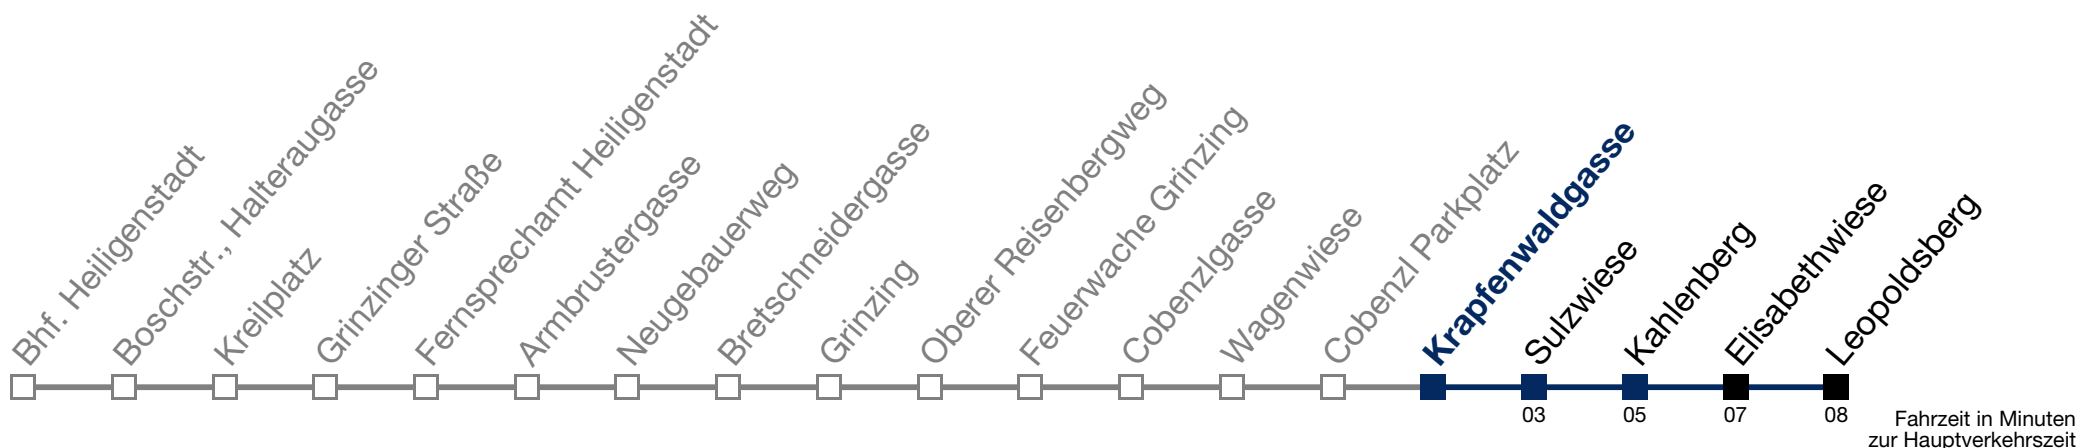 Bhf. Heiligenstadt
Boschstr., Halteraugasse
Kreilplatz
Grinzinger Straße
Fernsprechamt Heiligenstadt
Armbrustergasse
Neugebauerweg
Bretschneidergasse
Grinzing
Oberer Reisenbergweg
Feuerwache Grinzing
Cobenzlgasse
Wagenwiese
Cobenzl Parkplatz
Krapfenwaldgasse
Sulzwiese
Kahlenberg
Elisabethwiese
Leopoldsberg
03 05 07 08
Fahrzeit in Minuten
zur Hauptverkehrszeit